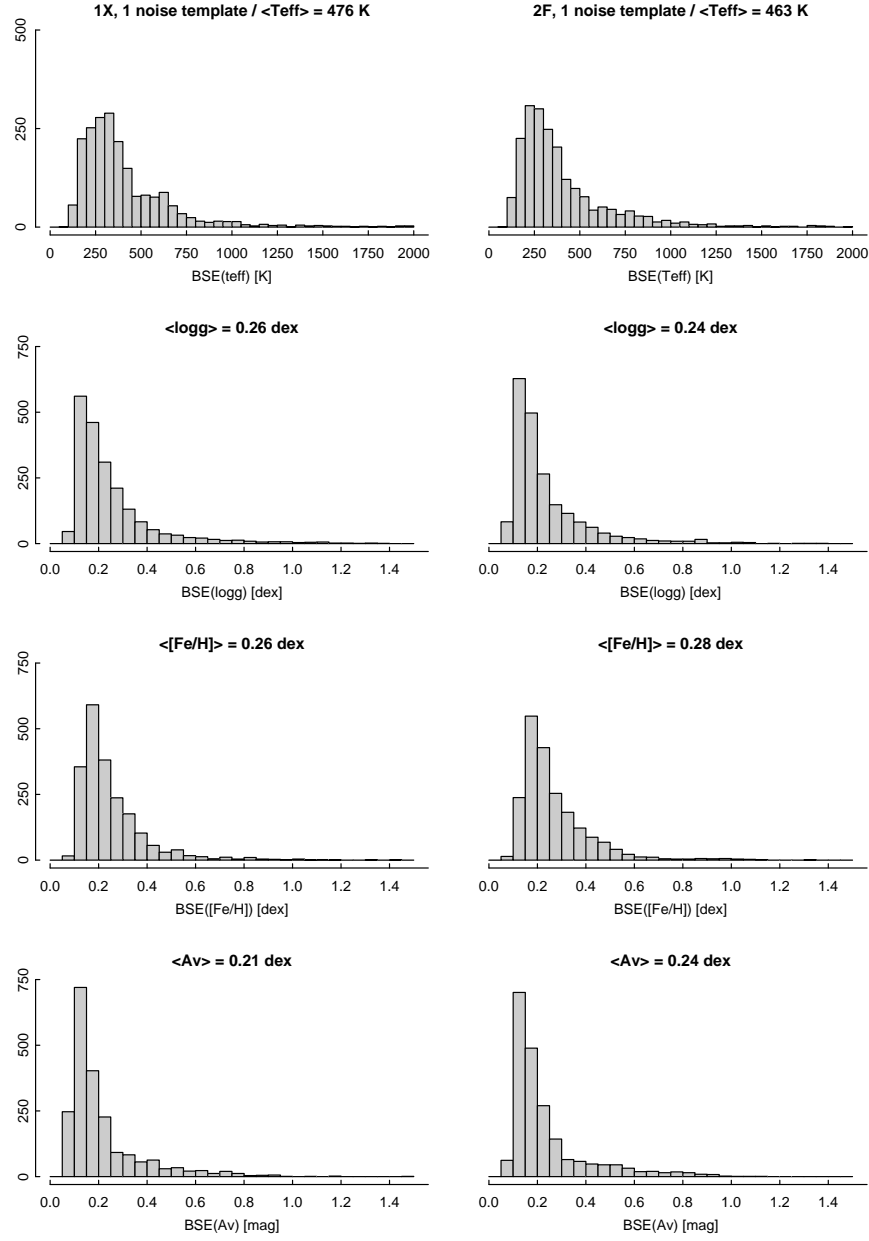 1X, 1 noise template / <Teff> = 476 K
500
250
0
0 250 500 750 1000 1250 1500 1750 2000
BSE(teff) [K]
2F, 1 noise template / <Teff> = 463 K
0 250 500 750 1000 1250 1500 1750 2000
BSE(Teff) [K]
<logg> = 0.26 dex
750
500
250
0
0.0 0.2 0.4 0.6 0.8 1.0 1.2 1.4
BSE(logg) [dex]
<logg> = 0.24 dex
0.0 0.2 0.4 0.6 0.8 1.0 1.2 1.4
BSE(logg) [dex]
<[Fe/H]> = 0.26 dex
750
500
250
0
0.0 0.2 0.4 0.6 0.8 1.0 1.2 1.4
BSE([Fe/H]) [dex]
<[Fe/H]> = 0.28 dex
0.0 0.2 0.4 0.6 0.8 1.0 1.2 1.4
BSE([Fe/H]) [dex]
<Av> = 0.21 dex
750
500
250
0
0.0 0.2 0.4 0.6 0.8 1.0 1.2 1.4
BSE(Av) [mag]
<Av> = 0.24 dex
0.0 0.2 0.4 0.6 0.8 1.0 1.2 1.4
BSE(Av) [mag]